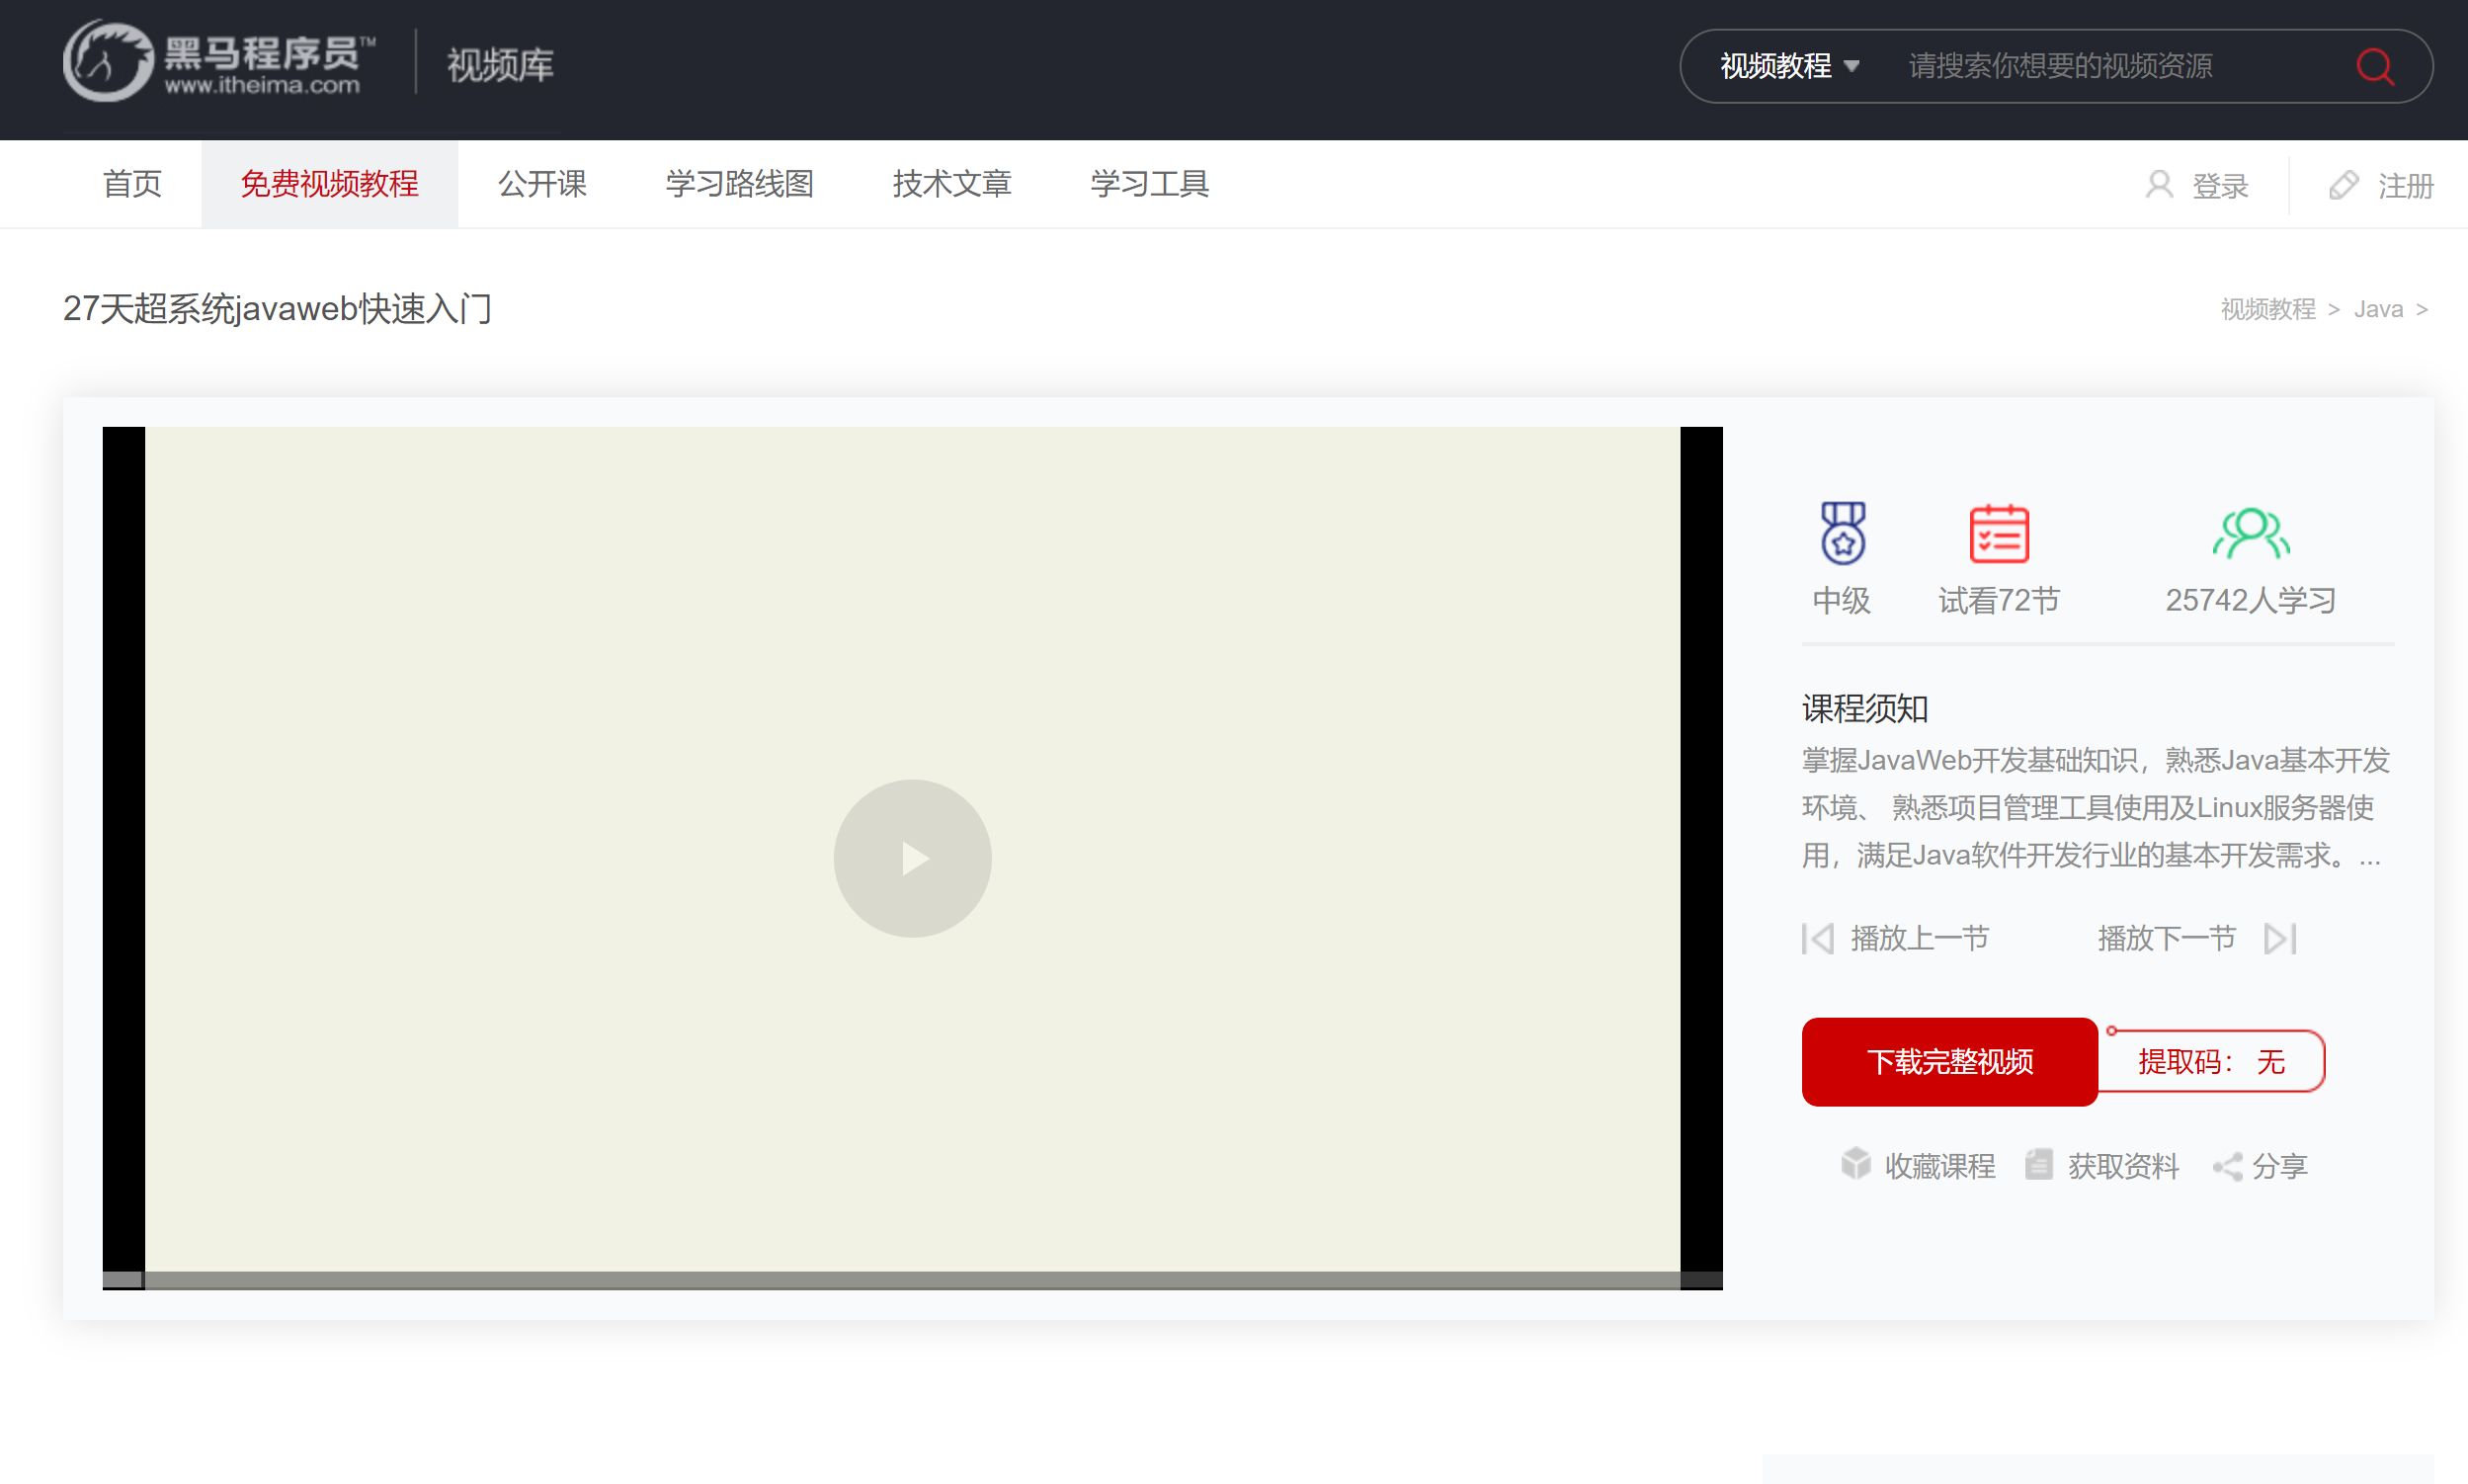 黑马程序员™
www.itheima.com
视频库
视频教程
请搜索你想要的视频资源
首页
免费视频教程
公开课
学习路线图
技术文章
学习工具
登录
注册
27天超系统javaweb快速入门
视频教程 > Java >
中级
试看72节
25742人学习
课程须知
掌握JavaWeb开发基础知识，熟悉Java基本开发
环境、 熟悉项目管理工具使用及Linux服务器使
用，满足Java软件开发行业的基本开发需求。...
播放上一节
播放下一节
下载完整视频
提取码： 无
收藏课程
获取资料
分享